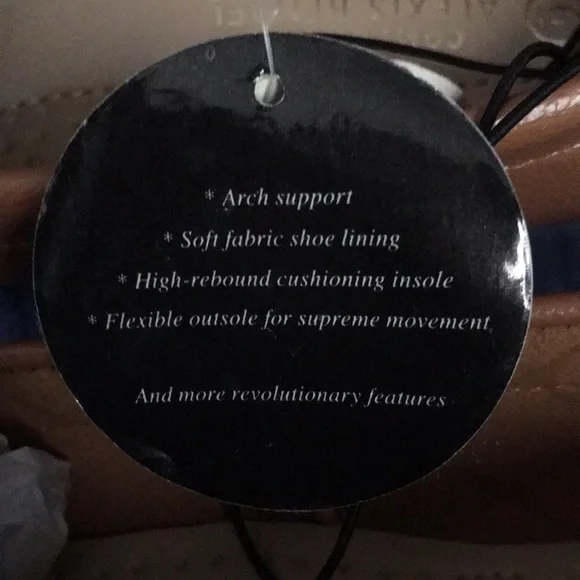 * Arch support
* Soft fabric shoe lining
* High-rebound cushioning insole
* Flexible outsole for supreme movement
And more revolutionary features